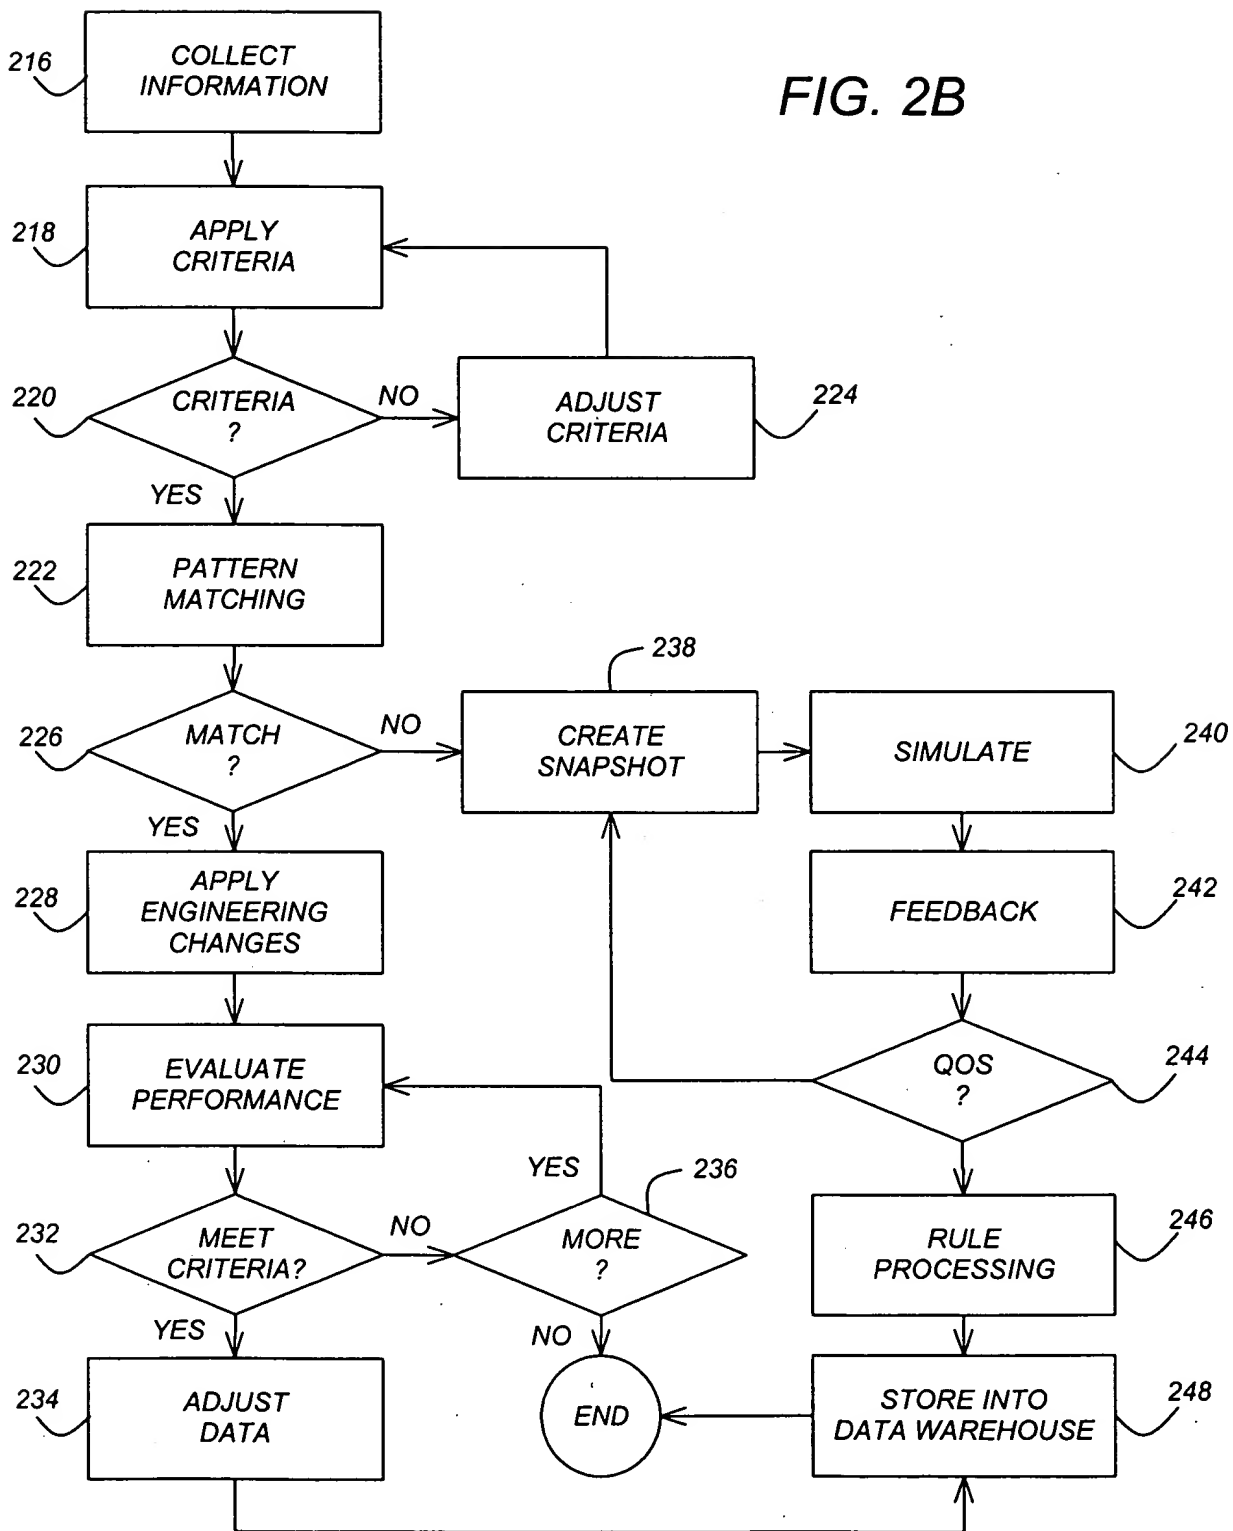 FIG. 2B
216
COLLECT
INFORMATION
218
APPLY
CRITERIA
220
CRITERIA
?
NO
ADJUST
CRITERIA
224
YES
222
PATTERN
MATCHING
226
MATCH
?
NO
238
CREATE
SNAPSHOT
SIMULATE
240
YES
228
APPLY
ENGINEERING
CHANGES
FEEDBACK
242
230
EVALUATE
PERFORMANCE
QOS
?
244
232
MEET
CRITERIA?
NO
YES
236
MORE
?
RULE
PROCESSING
246
YES
NO
234
ADJUST
DATA
END
STORE INTO
DATA WAREHOUSE
248